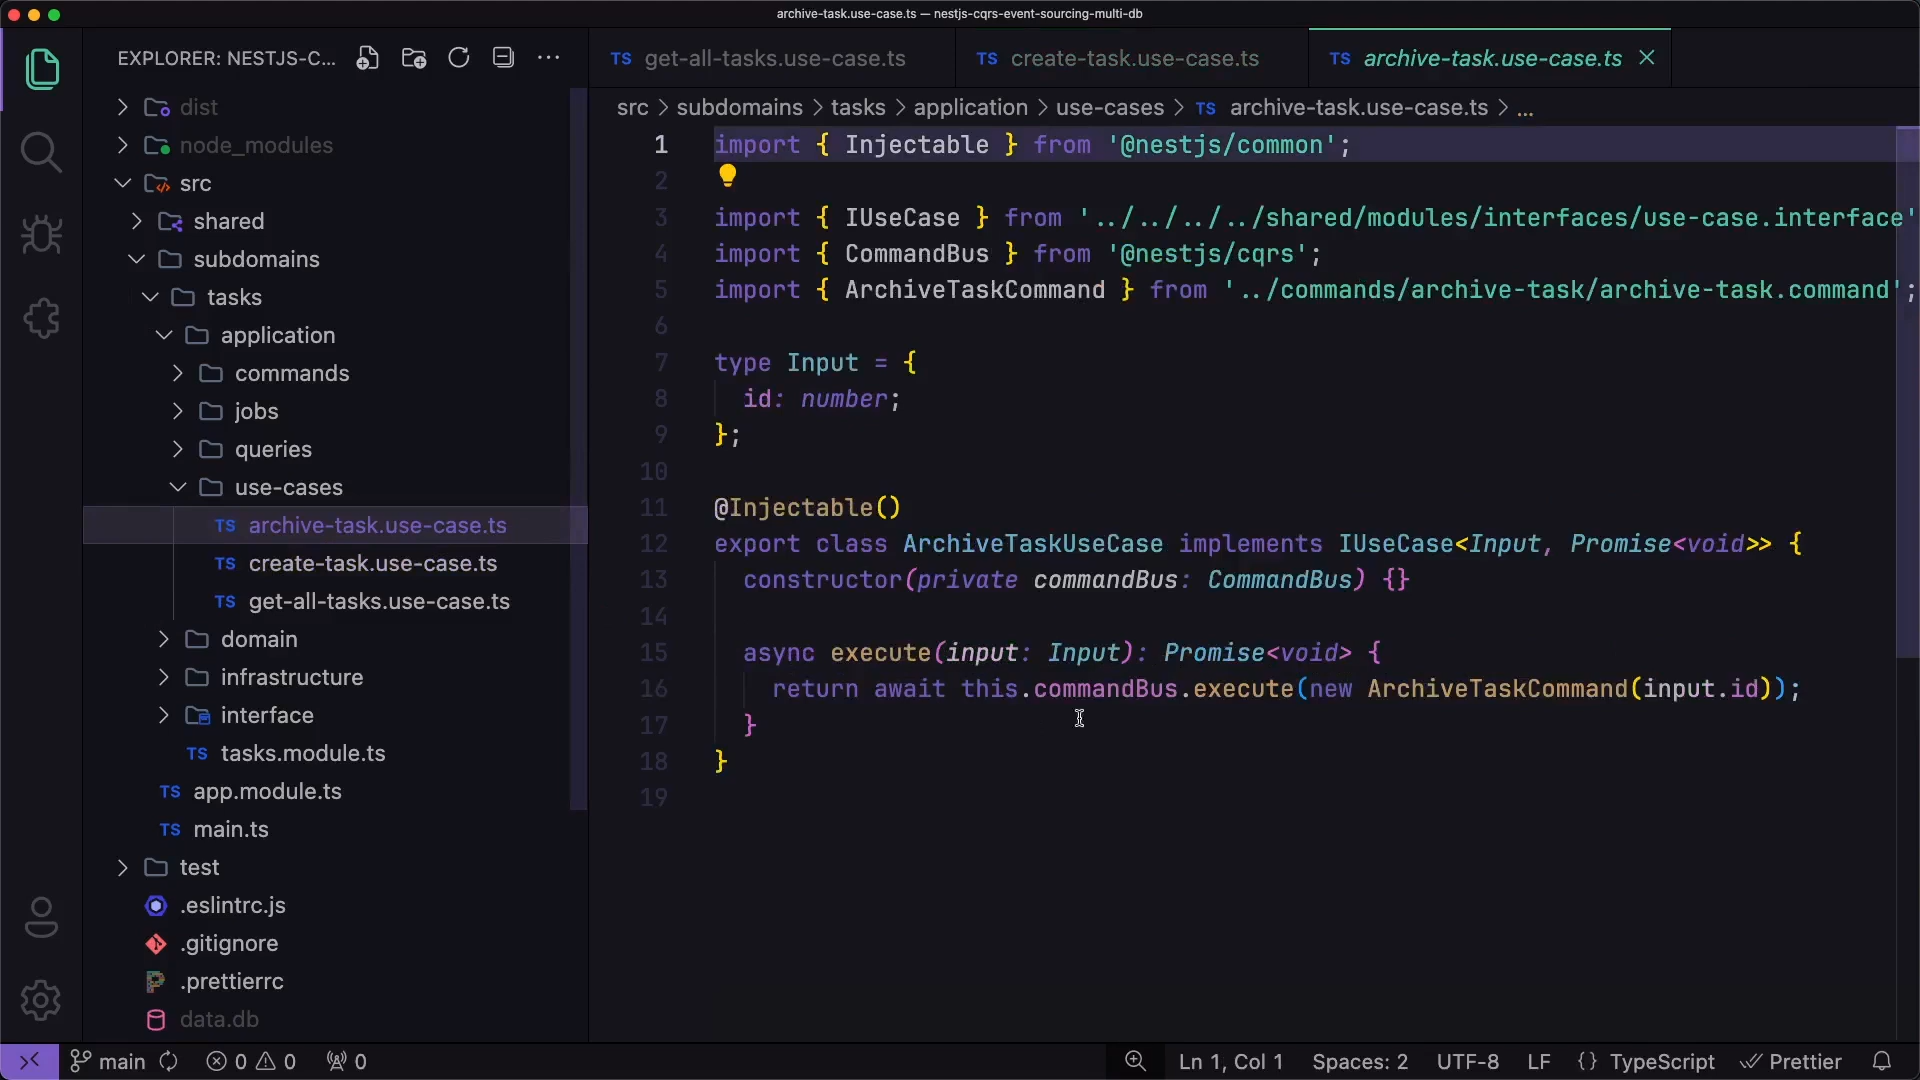 archive-task.use-case.ts — nestjs-cqrs-event-sourcing-multi-db
EXPLORER: NESTJS-C...
dist
node_modules
src
shared
subdomains
tasks
application
commands
jobs
queries
use-cases
TS archive-task.use-case.ts
TS create-task.use-case.ts
TS get-all-tasks.use-case.ts
domain
infrastructure
interface
TS tasks.module.ts
TS app.module.ts
TS main.ts
test
.eslintrc.js
.gitignore
.prettierrc
data.db
TS get-all-tasks.use-case.ts TS create-task.use-case.ts TS archive-task.use-case.ts
src > subdomains > tasks > application > use-cases > TS archive-task.use-case.ts > ...
1 import { Injectable } from '@nestjs/common';
2
3 import { IUseCase } from '../../../../shared/modules/interfaces/use-case.interface'
4 import { CommandBus } from '@nestjs/cqrs';
5 import { ArchiveTaskCommand } from '../commands/archive-task/archive-task.command';
6
7 type Input = {
8 id: number;
9 };
10
11 @Injectable()
12 export class ArchiveTaskUseCase implements IUseCase<Input, Promise<void>> {
13 constructor(private commandBus: CommandBus) {}
14
15 async execute(input: Input): Promise<void> {
16 return await this.commandBus.execute(new ArchiveTaskCommand(input.id));
17 }
18 }
19
main 0 0 0 Ln 1, Col 1 Spaces: 2 UTF-8 LF {} TypeScript Prettier